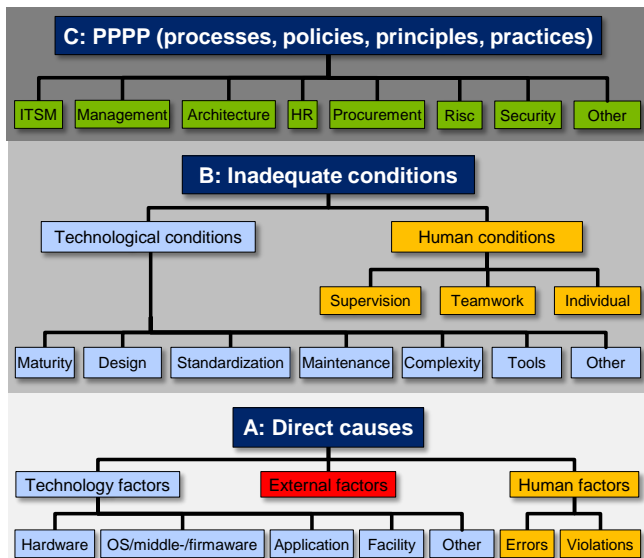 C: PPPP (processes, policies, principles, practices)
ITSM Management Architecture HR Procurement Risc Security Other
B: Inadequate conditions
Technological conditions Human conditions
Supervision Teamwork Individual
Maturity Design Standardization Maintenance Complexity Tools Other
A: Direct causes
Technology factors External factors Human factors
Hardware OS/middle-/firmaware Application Facility Other Errors Violations